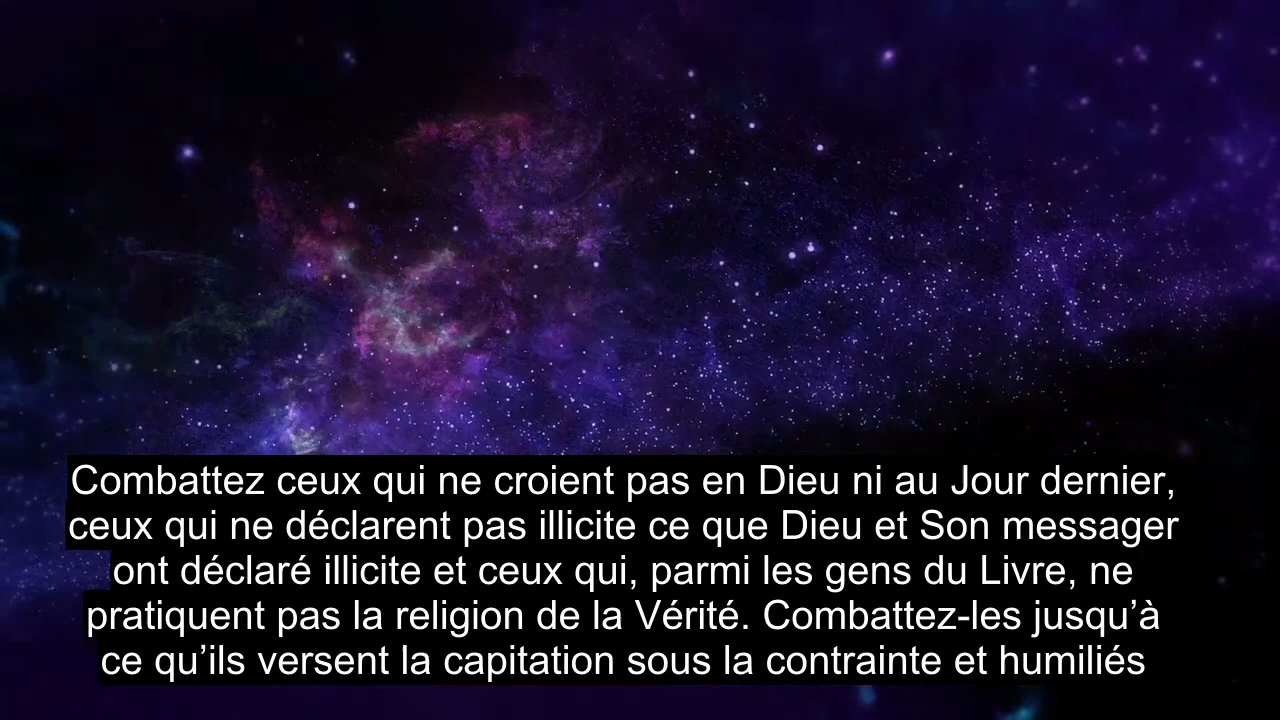 Combattez ceux qui ne croient pas en Dieu ni au Jour dernier,
ceux qui ne déclarent pas illicite ce que Dieu et Son messager
ont déclaré illicite et ceux qui, parmi les gens du Livre, ne
pratiquent pas la religion de la Vérité. Combattez-les jusqu’à
ce qu’ils versent la capitation sous la contrainte et humiliés